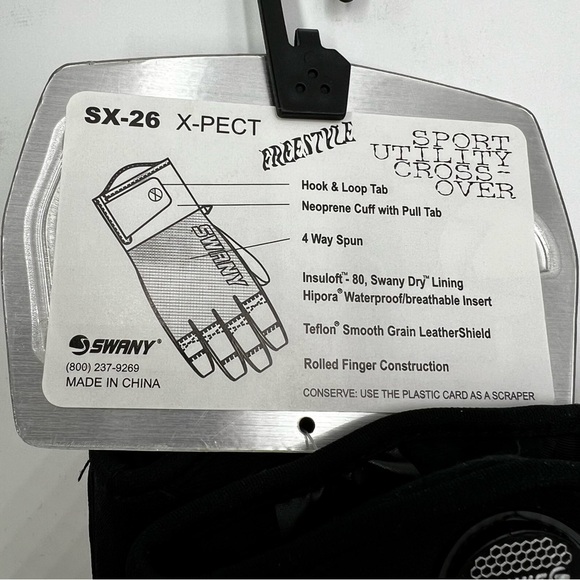 SX-26 X-PECT
FREESTYLE
SPORT
UTILITY
CROSS-
OVER
Hook & Loop Tab
Neoprene Cuff with Pull Tab
4 Way Spun
SWANY
Insuloft™- 80, Swany Dry™ Lining
Hipora® Waterproof/breathable Insert
Teflon® Smooth Grain LeatherShield
Rolled Finger Construction
SWANY®
(800) 237-9269
MADE IN CHINA
CONSERVE: USE THE PLASTIC CARD AS A SCRAPER